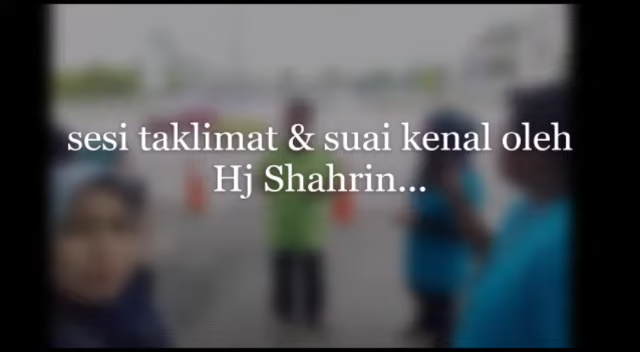 sesi taklimat & suai kenal oleh
Hj Shahrin...